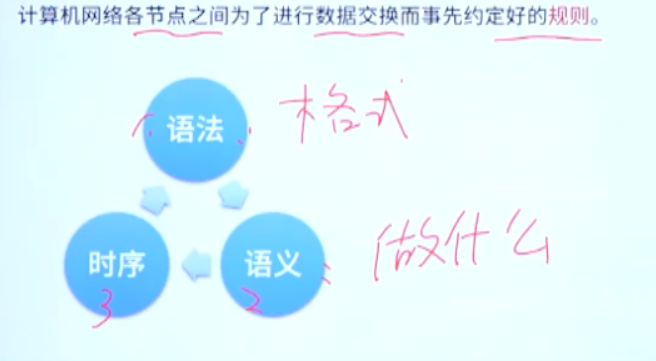 计算机网络各节点之间为了进行数据交换而事先约定好的规则。
语法 格式
时序 语义 做什么
3 2